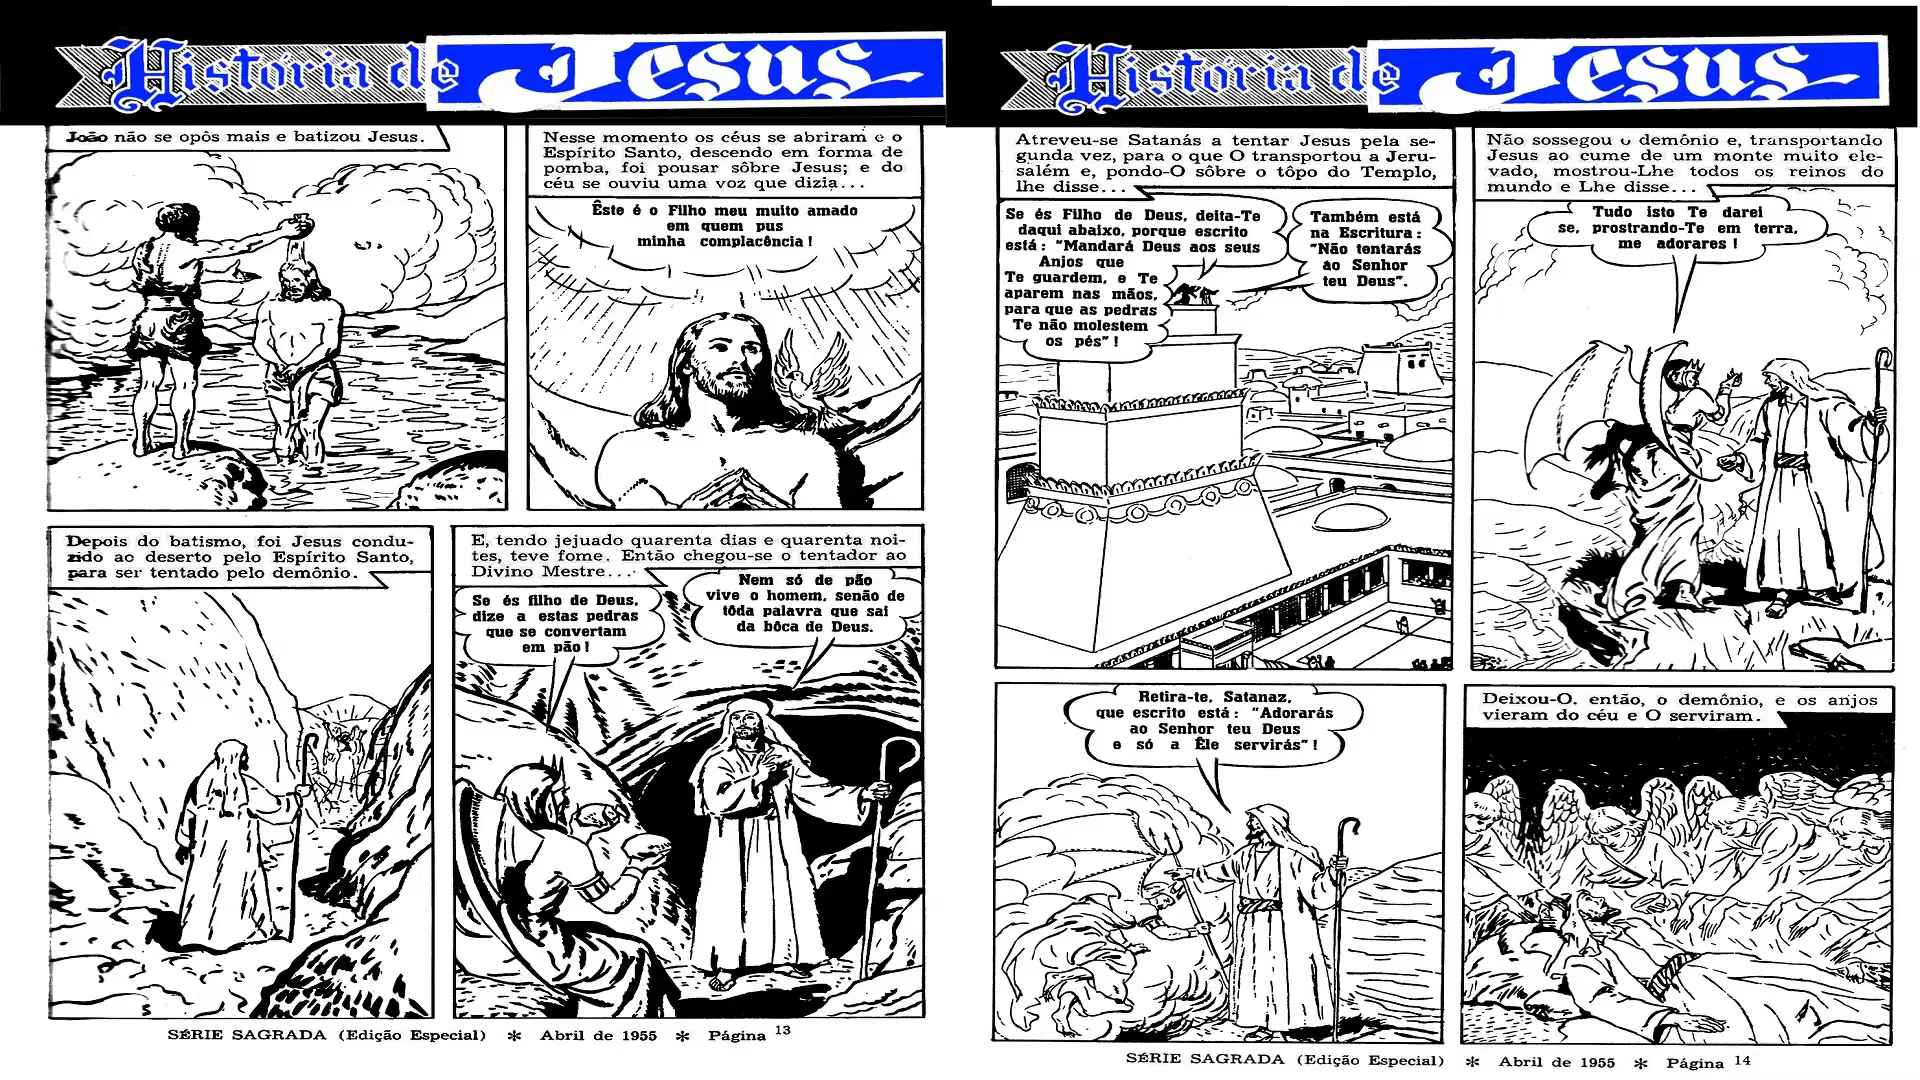 História de Jesus
João não se opôs mais e batizou Jesus.
Nesse momento os céus se abriram e o
Espírito Santo, descendo em forma de
pomba, foi pousar sôbre Jesus; e do
céu se ouviu uma voz que dizia...
Êste é o Filho meu muito amado
em quem pus
minha complacência!
Depois do batismo, foi Jesus condu-
zido ao deserto pelo Espírito Santo,
para ser tentado pelo demônio.
E, tendo jejuado quarenta dias e quarenta noi-
tes, teve fome. Então chegou-se o tentador ao
Divino Mestre...
Se és filho de Deus,
dize a estas pedras
que se convertam
em pão!
Nem só de pão
vive o homem, senão de
tôda palavra que sai
da bôca de Deus.
SÉRIE SAGRADA (Edição Especial) * Abril de 1955 * Página 13
História de Jesus
Atreveu-se Satanás a tentar Jesus pela se-
gunda vez, para o que O transportou a Jeru-
salém e, pondo-O sôbre o tôpo do Templo,
lhe disse...
Se és Filho de Deus, deita-Te
daqui abaixo, porque escrito
está: "Mandará Deus aos seus
Anjos que
Te guardem, e Te
aparem nas mãos,
para que as pedras
Te não molestem
os pés"!
Também está
na Escritura:
"Não tentarás
ao Senhor
teu Deus".
Não sossegou o demônio e, transportando
Jesus ao cume de um monte muito ele-
vado, mostrou-Lhe todos os reinos do
mundo e Lhe disse...
Tudo isto Te darei
se, prostrando-Te em terra,
me adorares!
Retira-te, Satanaz,
que escrito está: "Adorarás
ao Senhor teu Deus
e só a Êle servirás"!
Deixou-O, então, o demônio, e os anjos
vieram do céu e O serviram.
SÉRIE SAGRADA (Edição Especial) * Abril de 1955 * Página 14